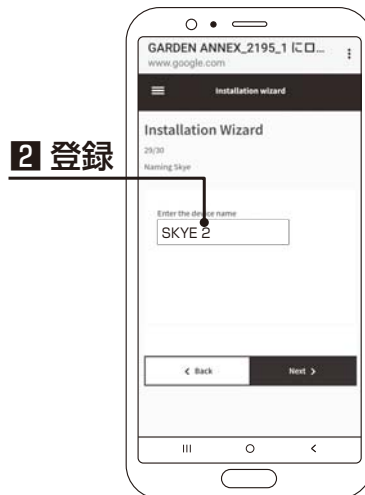 GARDEN ANNEX_2195_1 にロ...
www.google.com
Installation wizard
Installation Wizard
29/30
Naming Skye
2 登録
Enter the device name
SKYE 2
< Back
Next >